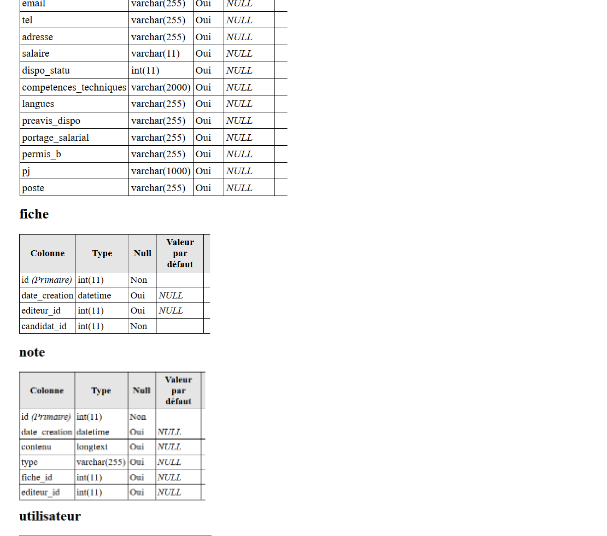 email varchar(255) Oui NULL
tel varchar(255) Oui NULL
adresse varchar(255) Oui NULL
salaire varchar(11) Oui NULL
dispo_statu int(11) Oui NULL
competences_techniques varchar(2000) Oui NULL
langues varchar(255) Oui NULL
preavis_dispo varchar(255) Oui NULL
portage_salarial varchar(255) Oui NULL
permis_b varchar(255) Oui NULL
pj varchar(1000) Oui NULL
poste varchar(255) Oui NULL
fiche
Colonne Type Null Valeur par défaut
id (Primaire) int(11) Non
date_creation datetime Oui NULL
editeur_id int(11) Oui NULL
candidat_id int(11) Non
note
Colonne Type Null Valeur par défaut
id (Primaire) int(11) Non
date_creation datetime Oui NULL
contenu longtext Oui NULL
type varchar(255) Oui NULL
fiche_id int(11) Oui NULL
editeur_id int(11) Oui NULL
utilisateur